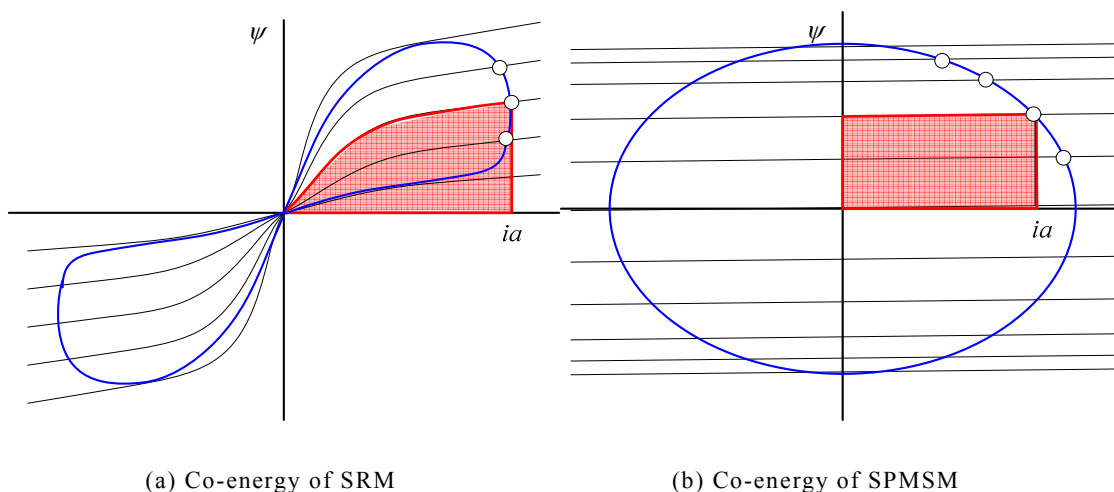 ψ
ia
(a) Co-energy of SRM
ψ
ia
(b) Co-energy of SPMSM